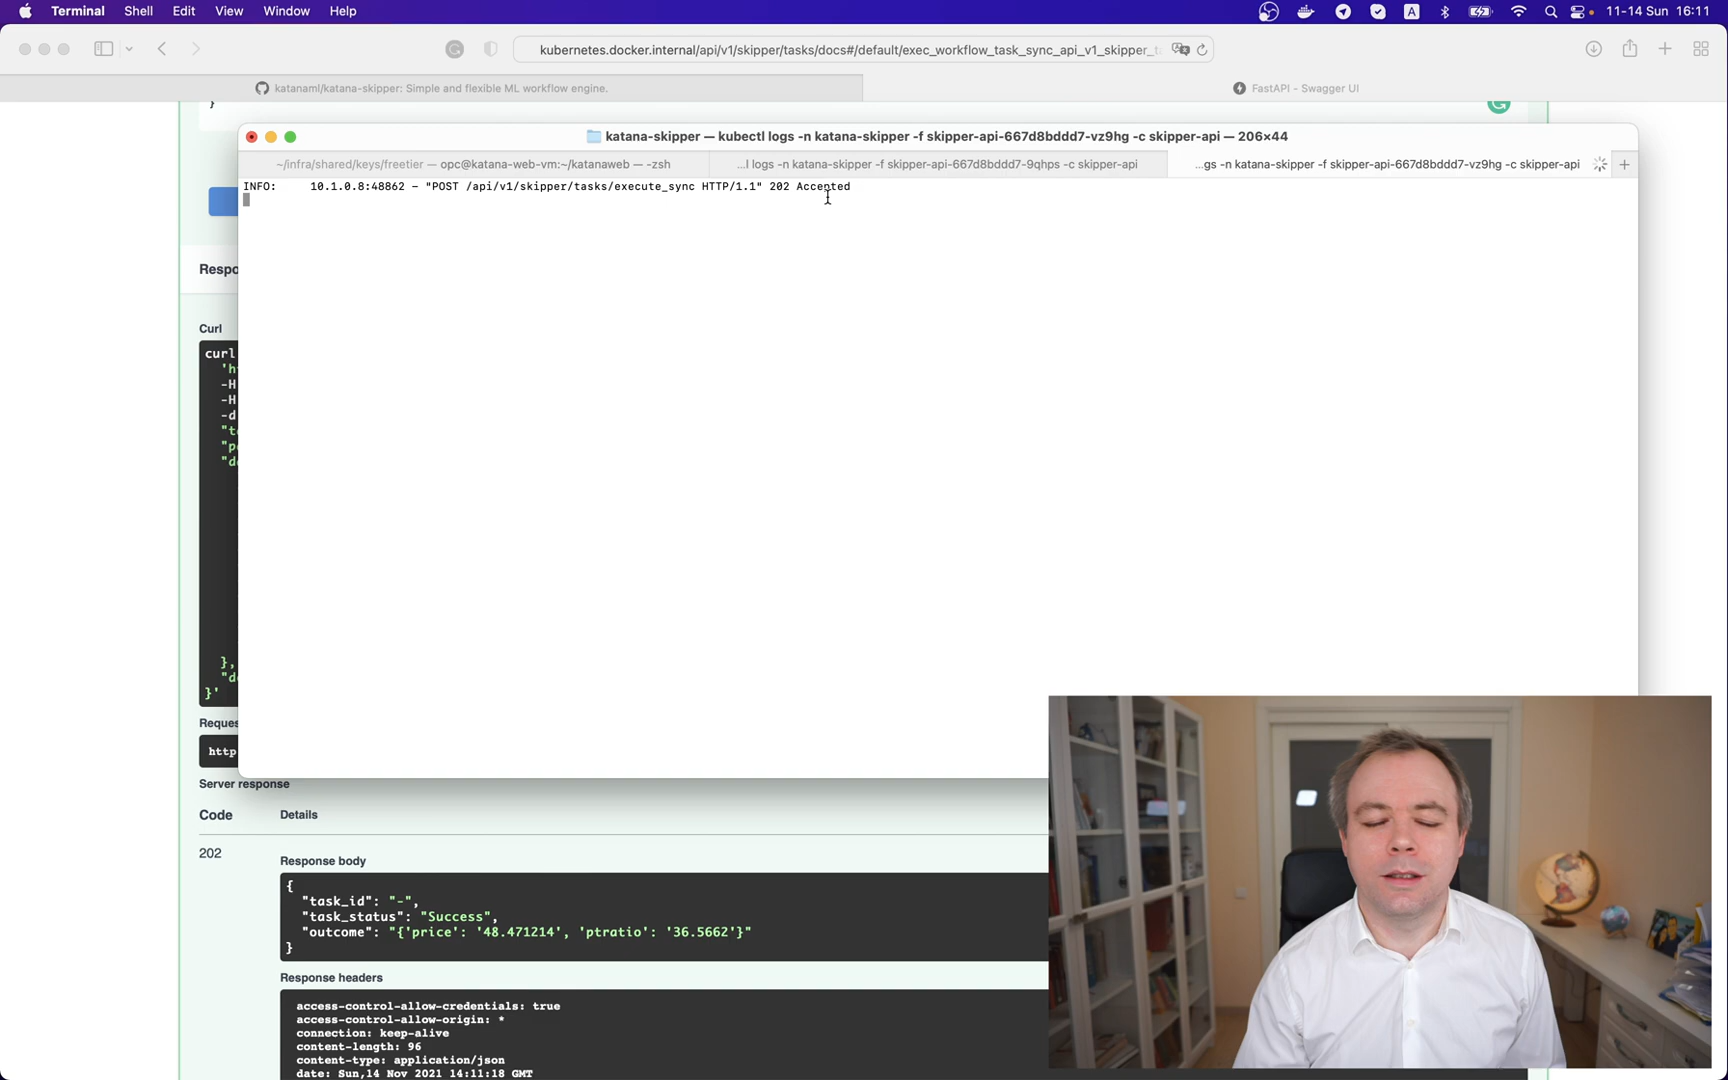 Terminal Shell Edit View Window Help A 11-14 Sun 16:11
kubernetes.docker.internal/api/v1/skipper/tasks/docs#/default/exec_workflow_task_sync_api_v1_skipper_t
katanaml/katana-skipper: Simple and flexible ML workflow engine. FastAPI - Swagger UI
}
katana-skipper — kubectl logs -n katana-skipper -f skipper-api-667d8bddd7-vz9hg -c skipper-api — 206×44
~/infra/shared/keys/freetier — opc@katana-web-vm:~/katanaweb — -zsh ...l logs -n katana-skipper -f skipper-api-667d8bddd7-9qhps -c skipper-api ...gs -n katana-skipper -f skipper-api-667d8bddd7-vz9hg -c skipper-api
INFO: 10.1.0.8:48862 - "POST /api/v1/skipper/tasks/execute_sync HTTP/1.1" 202 Accepted
Respo
Curl
curl
'h
-H
-H
-d
"t
"p
"d
},
"d
}'
Reques
http
Server response
Code Details
202
Response body
{
"task_id": "-",
"task_status": "Success",
"outcome": "{'price': '48.471214', 'ptratio': '36.5662'}"
}
Response headers
access-control-allow-credentials: true
access-control-allow-origin: *
connection: keep-alive
content-length: 96
content-type: application/json
date: Sun,14 Nov 2021 14:11:18 GMT